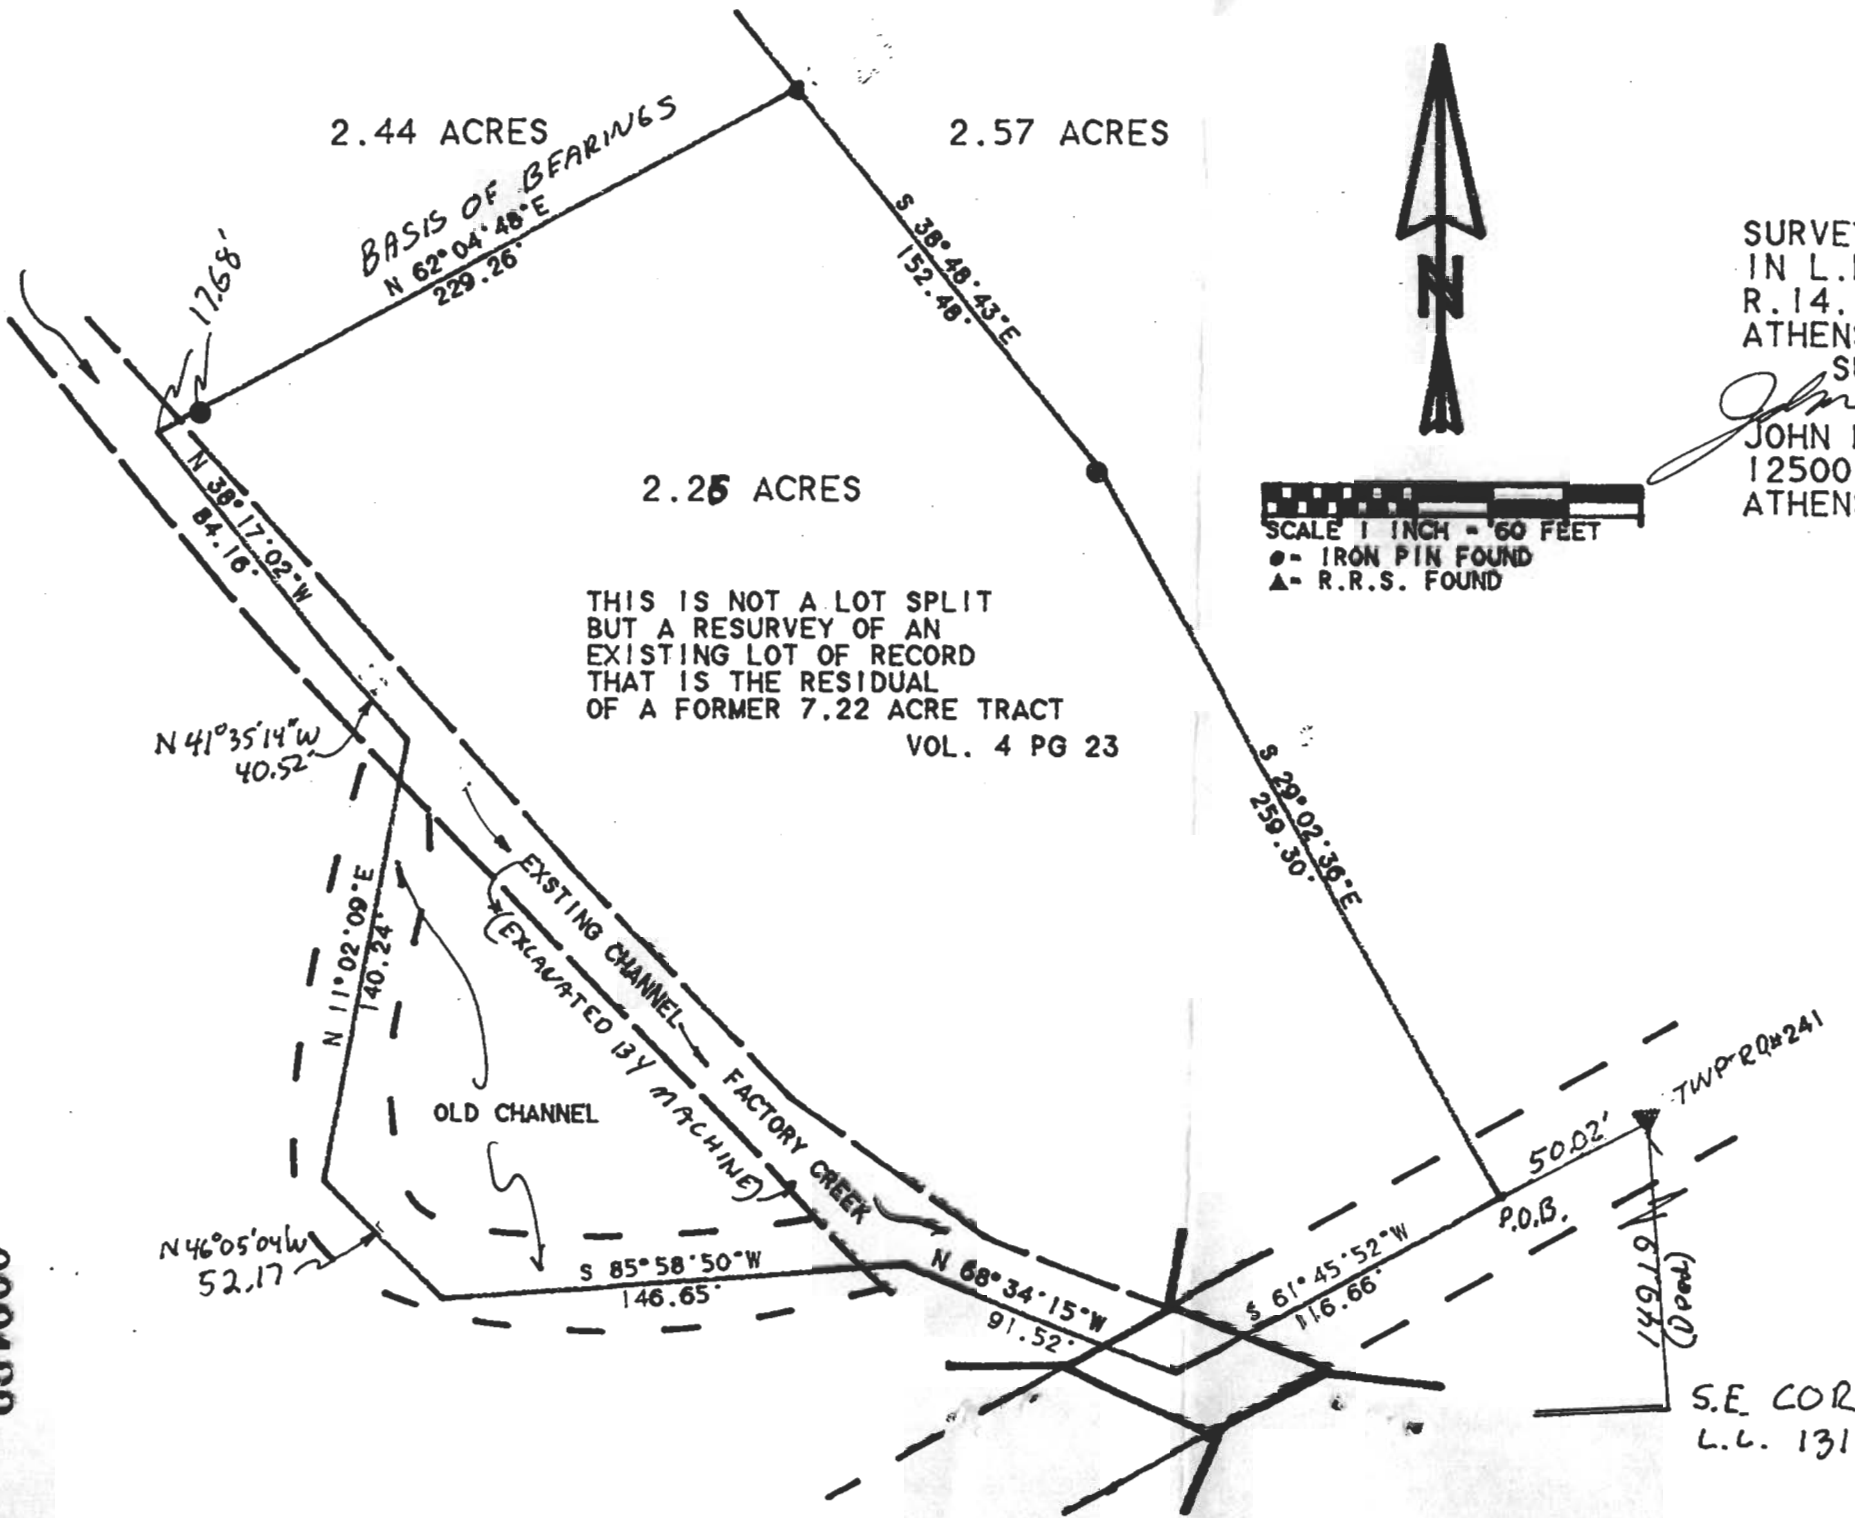 2.44 ACRES
2.57 ACRES
BASIS OF BEARINGS
N 62°04'48"E
229.26'
17.68'
S 38°48'43"E
152.48'
N
SURVEY
IN L.
R.14.
ATHENS
JOHN
12500
ATHENS
SCALE 1 INCH = 60 FEET
●= IRON PIN FOUND
▲= R.R.S. FOUND
N 38°17'02"W
84.16'
2.25 ACRES
THIS IS NOT A LOT SPLIT
BUT A RESURVEY OF AN
EXISTING LOT OF RECORD
THAT IS THE RESIDUAL
OF A FORMER 7.22 ACRE TRACT
VOL. 4 PG 23
N 41°35'14"W
40.52'
S 29°02'36"E
259.30'
EXSTING CHANNEL
(EXCAVATED BY MACHINE)
N 11°02'09"E
140.24'
OLD CHANNEL
FACTORY CREEK
TWP RD#241
50.02'
P.O.B.
N46°05'04"W
52.17
S 85°58'50"W
146.65'
N 68°34'15"W
91.52'
S 61°45'52"W
116.66'
1491.97'
(Deed)
S.E. COR
L.L. 131